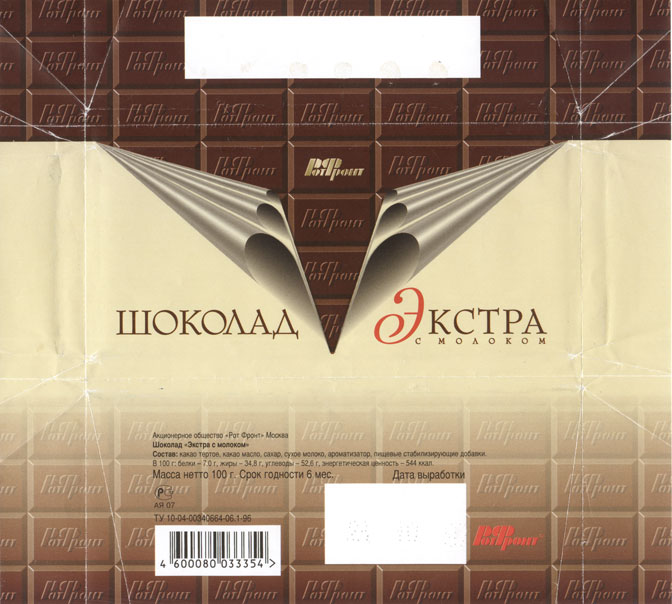 Рот Фронт
ШОКОЛАД ЭКСТРА
С МОЛОКОМ
Акционерное общество «Рот Фронт» Москва
Шоколад «Экстра с молоком»
Состав: какао тертое, какао масло, сахар, сухое молоко, ароматизатор, пищевые стабилизирующие добавки.
В 100 г: белки – 7,0 г, жиры – 34,8 г, углеводы – 52,6 г, энергетическая ценность – 544 ккал.
Масса нетто 100 г. Срок годности 6 мес. Дата выработки
АЯ 07
ТУ 10-04-00340664-06.1-96
Рот Фронт
4 600080 033354 >